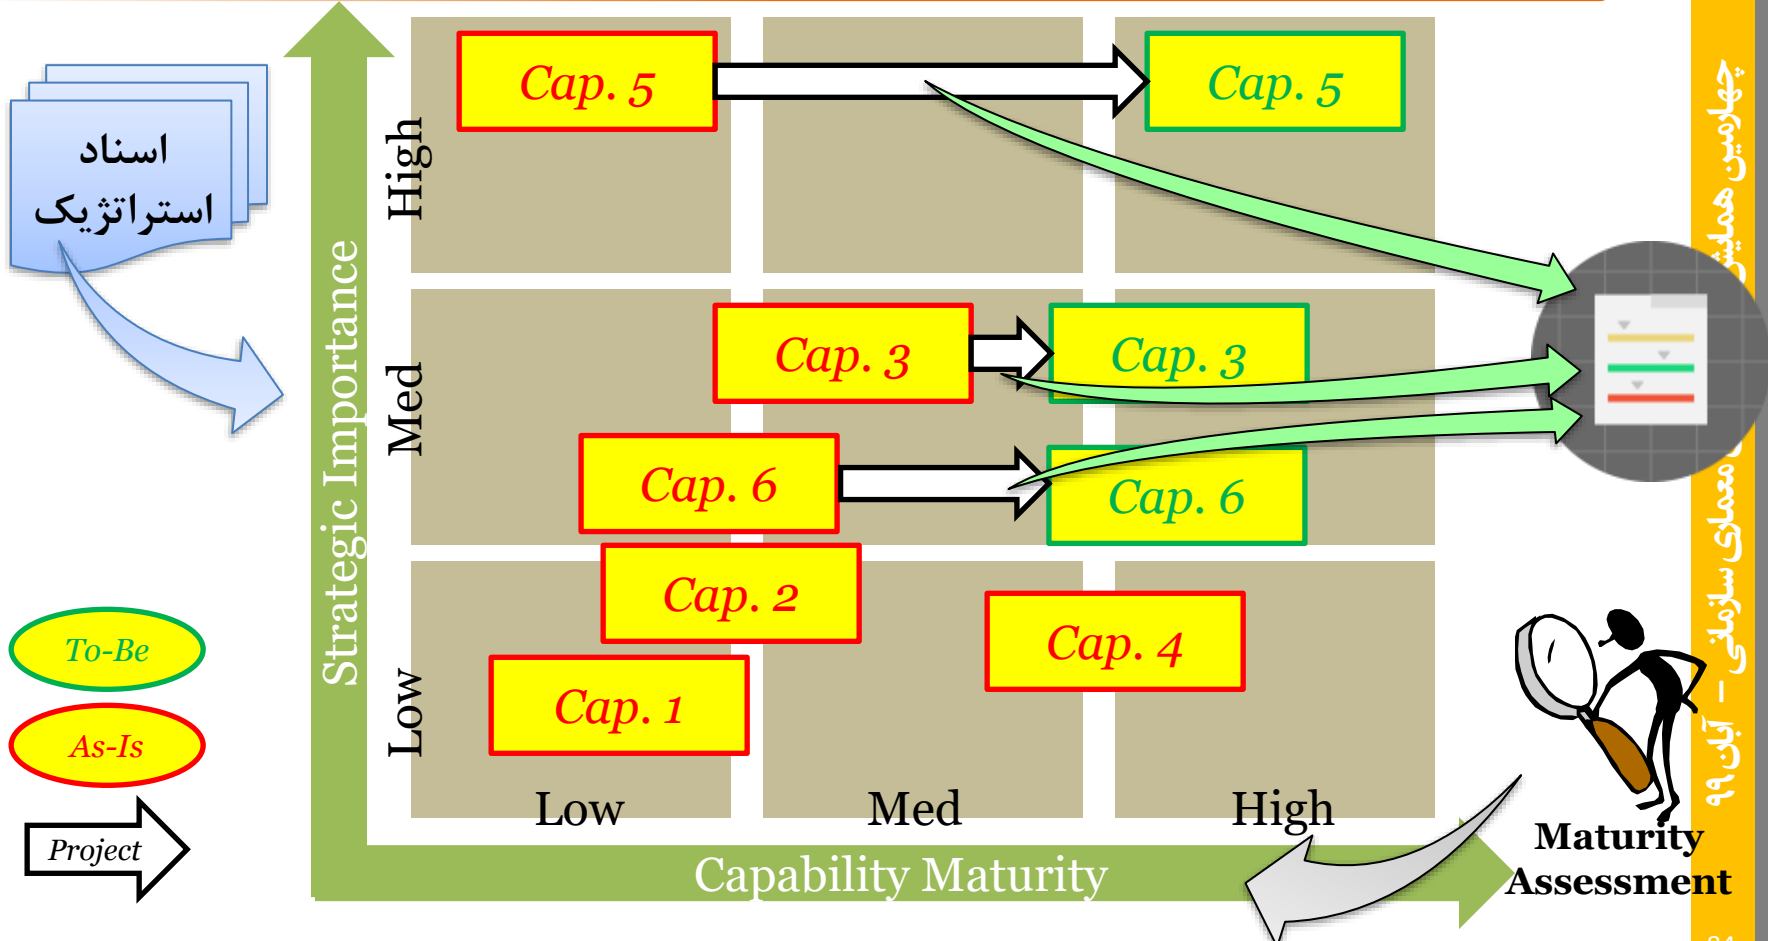 اسناد
استراتژیک
Strategic Importance
High
Med
Low
Cap. 5
Cap. 5
Cap. 3
Cap. 3
Cap. 6
Cap. 6
Cap. 2
Cap. 4
Cap. 1
Low
Med
High
Capability Maturity
To-Be
As-Is
Project
Maturity
Assessment
چهارمین همایش
معماری سازمانی – آبان ۹۹